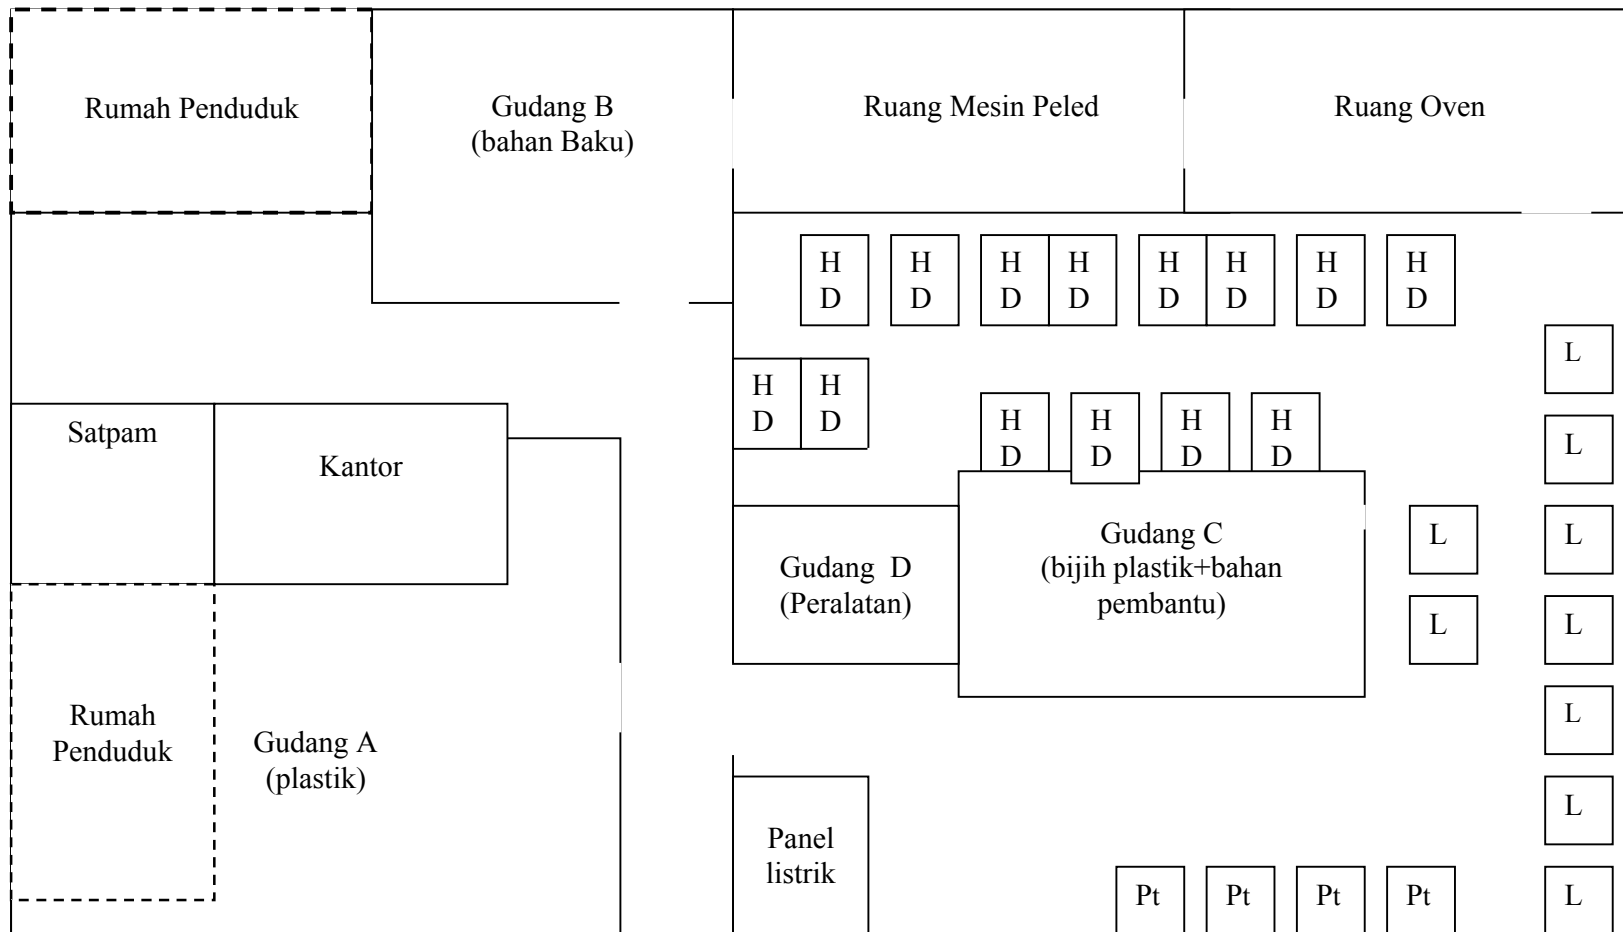 Rumah Penduduk
Gudang B
(bahan Baku)
Ruang Mesin Peled
Ruang Oven
H
D
H
D
H
D
H
D
H
D
H
D
H
D
H
D
L
H
D
H
D
H
D
H
D
H
D
H
D
Satpam
Kantor
L
Gudang D
(Peralatan)
Gudang C
(bijih plastik+bahan
pembantu)
L
L
L
L
Rumah
Penduduk
Gudang A
(plastik)
L
L
Panel
listrik
Pt
Pt
Pt
Pt
L